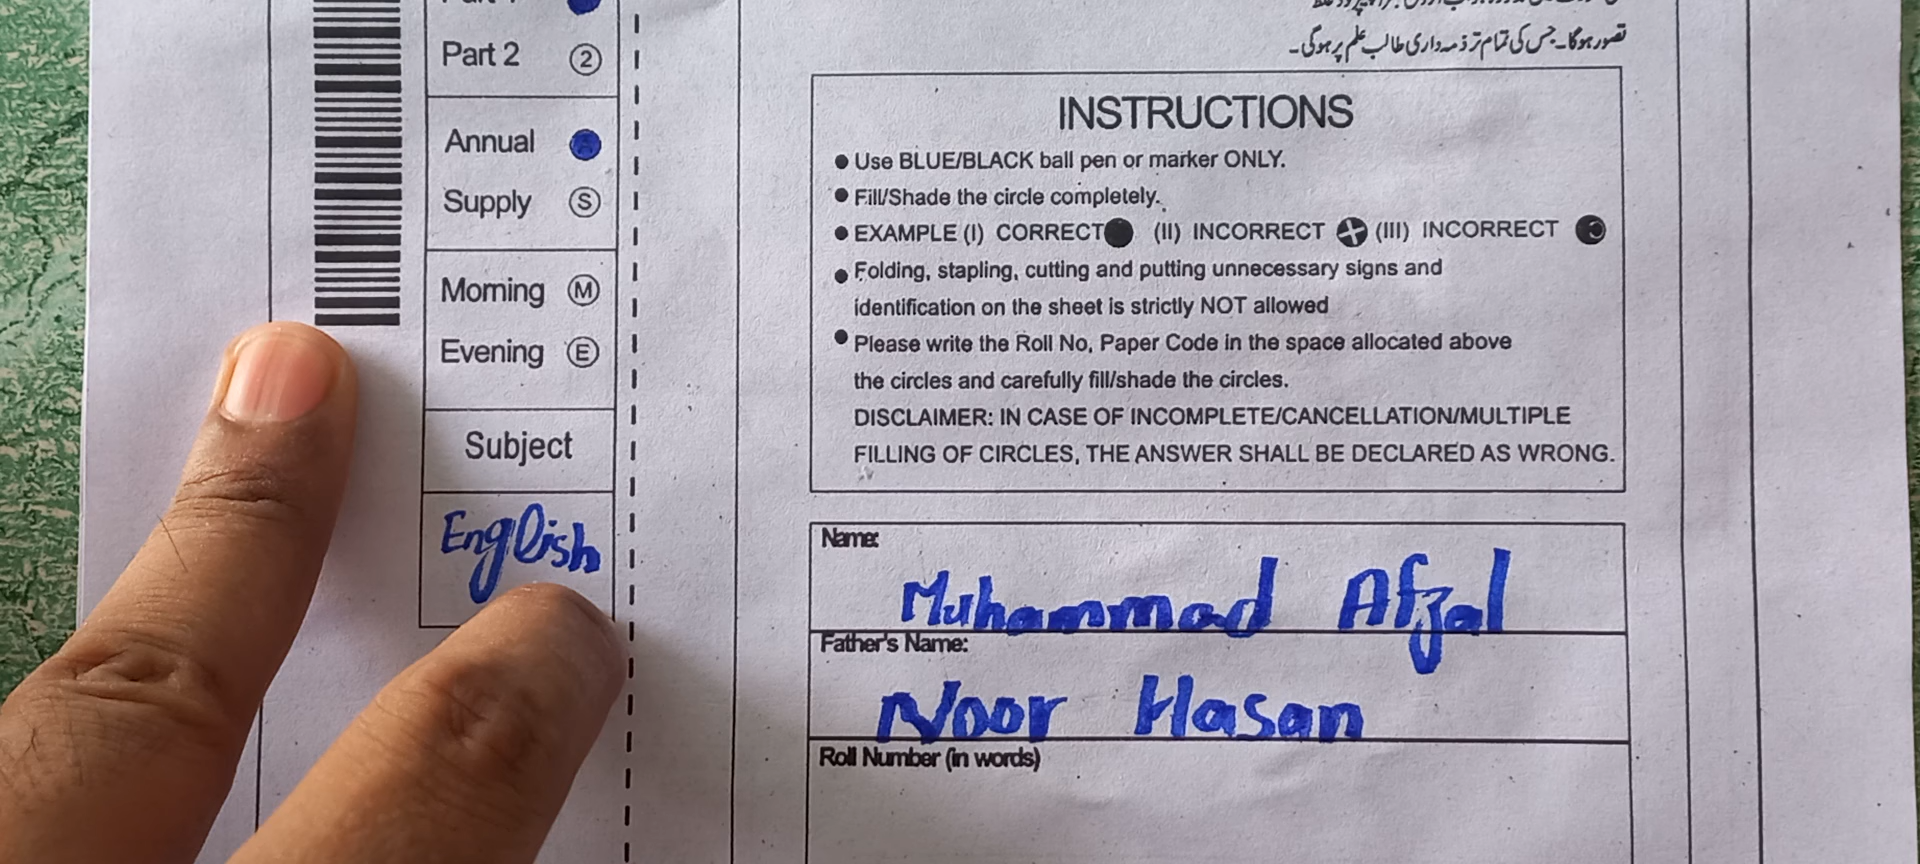 Part 2 2
Annual
Supply S
Morning M
Evening E
Subject
English
تصور ہوگا۔ جس کی تمام تر ذمہ داری طالب علم پر ہوگی۔
INSTRUCTIONS
● Use BLUE/BLACK ball pen or marker ONLY.
● Fill/Shade the circle completely.
● EXAMPLE (I) CORRECT (II) INCORRECT (III) INCORRECT
● Folding, stapling, cutting and putting unnecessary signs and
identification on the sheet is strictly NOT allowed
● Please write the Roll No, Paper Code in the space allocated above
the circles and carefully fill/shade the circles.
DISCLAIMER: IN CASE OF INCOMPLETE/CANCELLATION/MULTIPLE
FILLING OF CIRCLES, THE ANSWER SHALL BE DECLARED AS WRONG.
Name:
Muhammad Afzal
Father's Name:
Noor Hasan
Roll Number (in words)